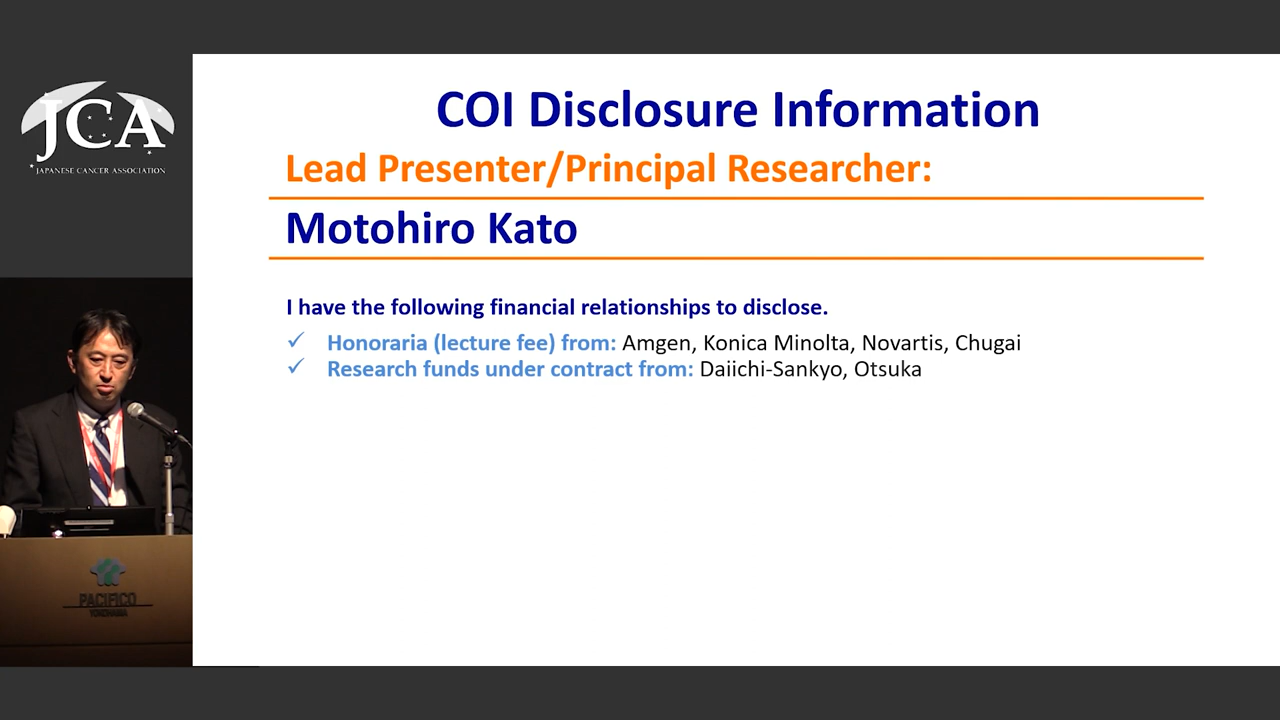 JCA
JAPANESE CANCER ASSOCIATION
COI Disclosure Information
Lead Presenter/Principal Researcher:
Motohiro Kato
I have the following financial relationships to disclose.
✓ Honoraria (lecture fee) from: Amgen, Konica Minolta, Novartis, Chugai
✓ Research funds under contract from: Daiichi-Sankyo, Otsuka
PACIFICO
YOKOHAMA